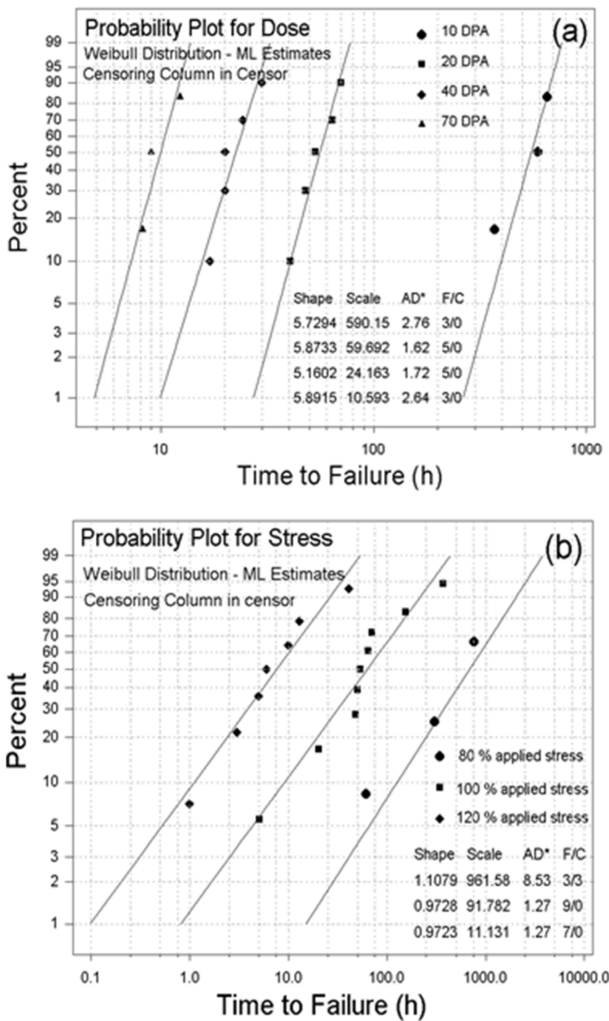 Probability Plot for Dose
(a)
Weibull Distribution - ML Estimates
Censoring Column in Censor
10 DPA
20 DPA
40 DPA
70 DPA
Percent
99
95
90
80
70
50
30
20
10
5
3
2
1
Shape Scale AD* F/C
5.7294 590.15 2.76 3/0
5.8733 59.692 1.62 5/0
5.1602 24.163 1.72 5/0
5.8915 10.593 2.64 3/0
10 100 1000
Time to Failure (h)
Probability Plot for Stress
(b)
Weibull Distribution - ML Estimates
Censoring Column in censor
Percent
99
95
90
80
70
60
50
40
30
20
10
5
3
2
1
80 % applied stress
100 % applied stress
120 % applied stress
Shape Scale AD* F/C
1.1079 961.58 8.53 3/3
0.9728 91.782 1.27 9/0
0.9723 11.131 1.27 7/0
0.1 1.0 10.0 100.0 1000.0 10000.0
Time to Failure (h)